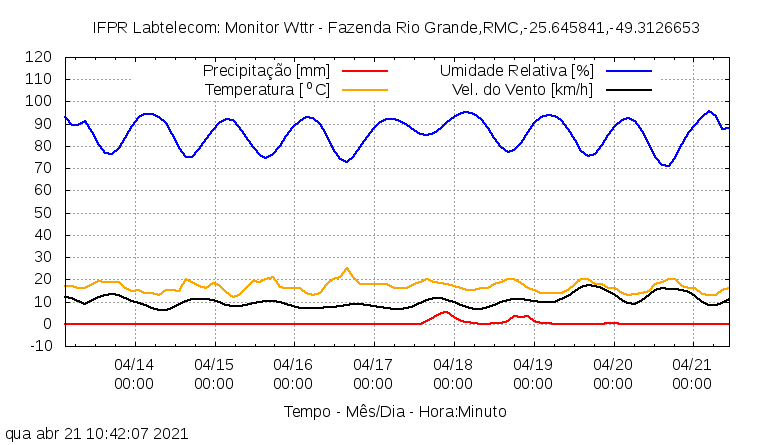 IFPR Labtelecom: Monitor Wttr - Fazenda Rio Grande,RMC,-25.645841,-49.3126653
120
110
100
90
80
70
60
50
40
30
20
10
0
-10
Precipitação [mm]
Temperatura [⁰C]
Umidade Relativa [%]
Vel. do Vento [km/h]
04/14 04/15 04/16 04/17 04/18 04/19 04/20 04/21
00:00 00:00 00:00 00:00 00:00 00:00 00:00 00:00
Tempo - Mês/Dia - Hora:Minuto
qua abr 21 10:42:07 2021